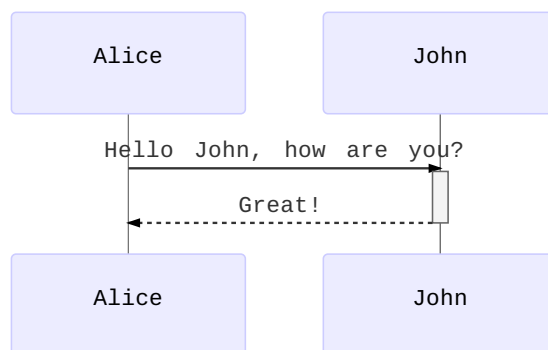 Alice
John
Hello John, how are you?
Great!
Alice
John